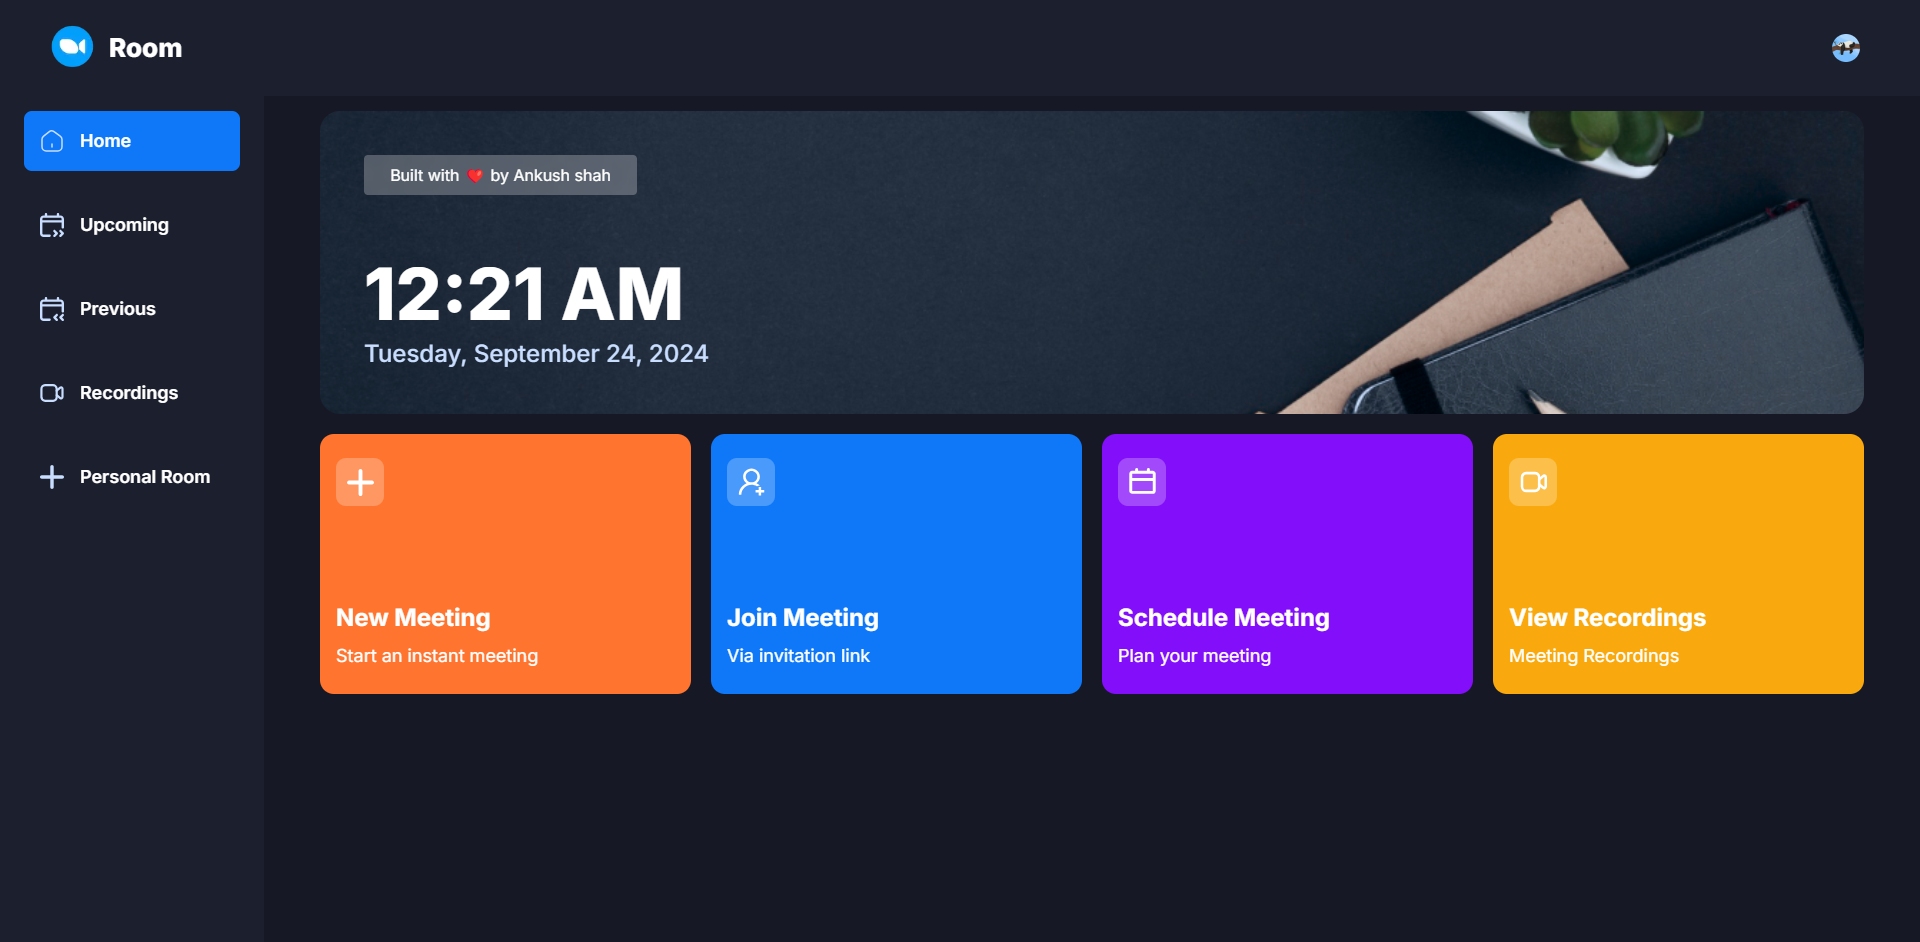 Room
Home
Upcoming
Previous
Recordings
Personal Room
Built with ❤️ by Ankush shah
12:21 AM
Tuesday, September 24, 2024
New Meeting
Start an instant meeting
Join Meeting
Via invitation link
Schedule Meeting
Plan your meeting
View Recordings
Meeting Recordings